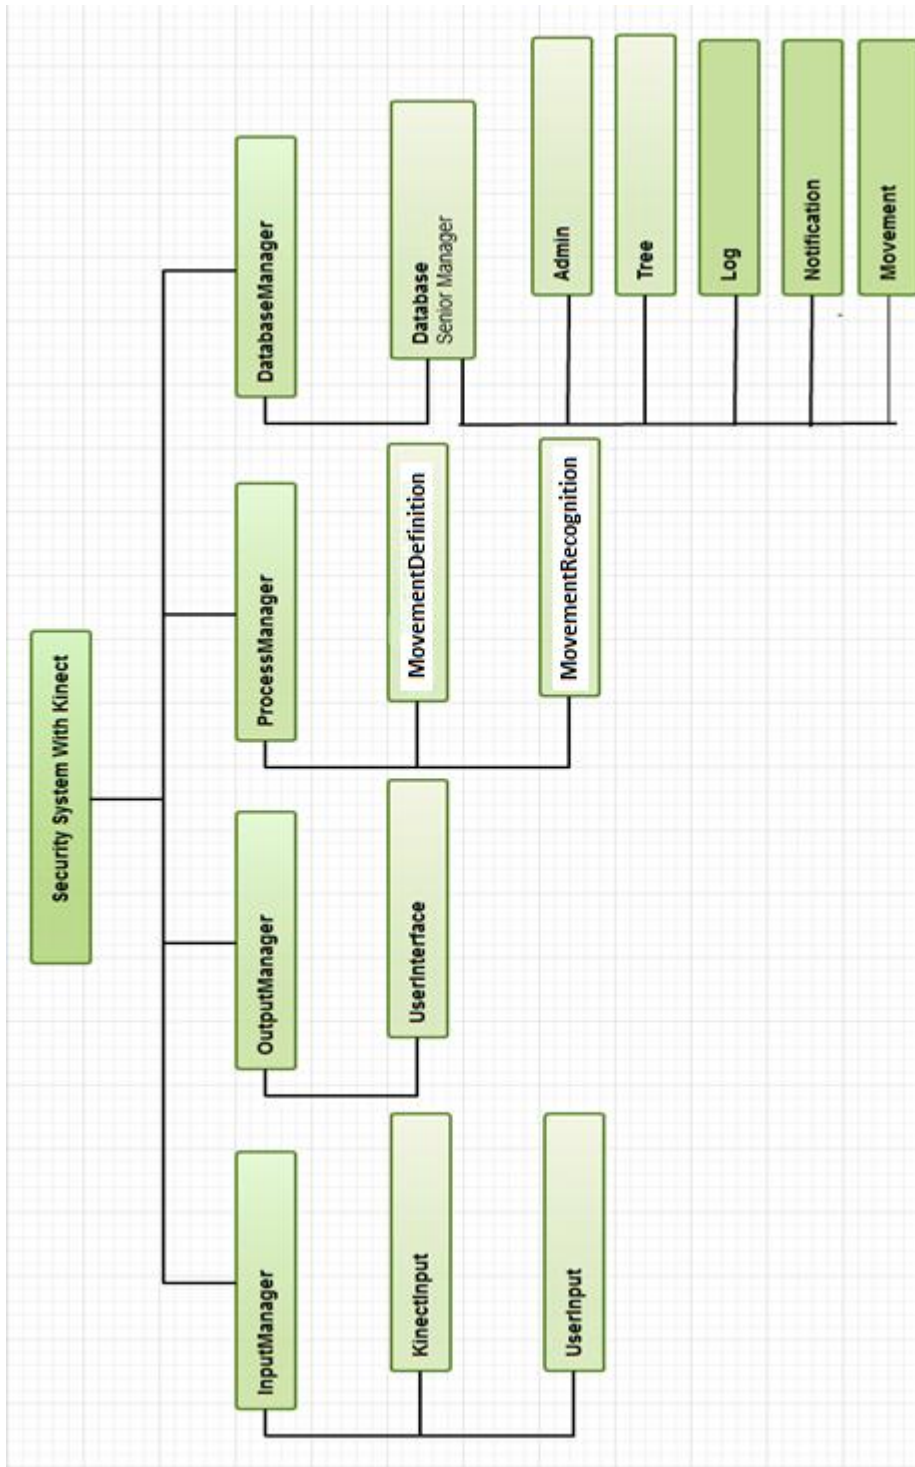 Security System With Kinect
InputManager
OutputManager
ProcessManager
DatabaseManager
KinectInput
UserInput
UserInterface
MovementDefinition
MovementRecognition
Database
Senior Manager
Admin
Tree
Log
Notification
Movement